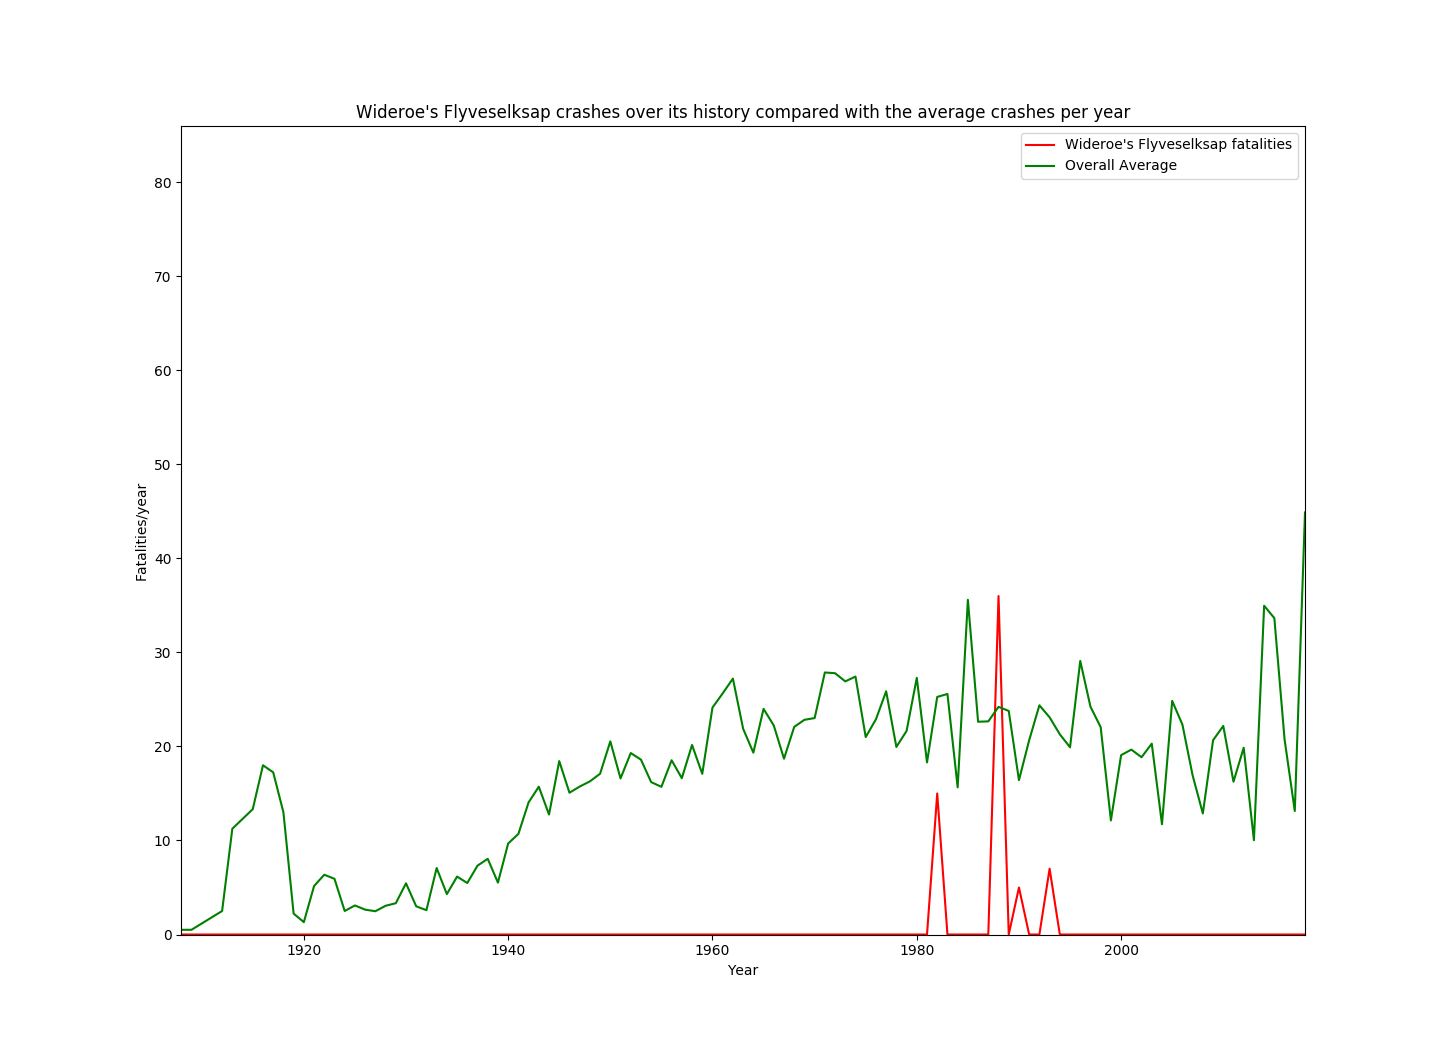 Wideroe's Flyveselksap crashes over its history compared with the average crashes per year
Wideroe's Flyveselksap fatalities
Overall Average
80
70
60
50
40
30
20
10
0
Fatalities/year
1920 1940 1960 1980 2000
Year